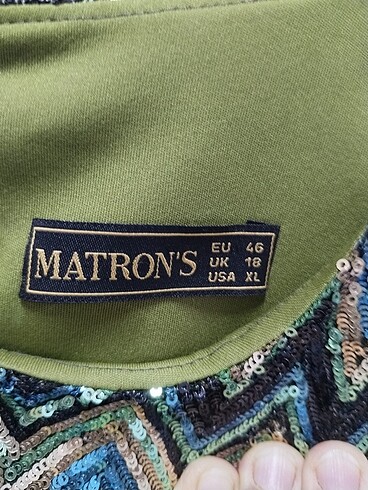 MATRON'S
EU 46
UK 18
USA XL